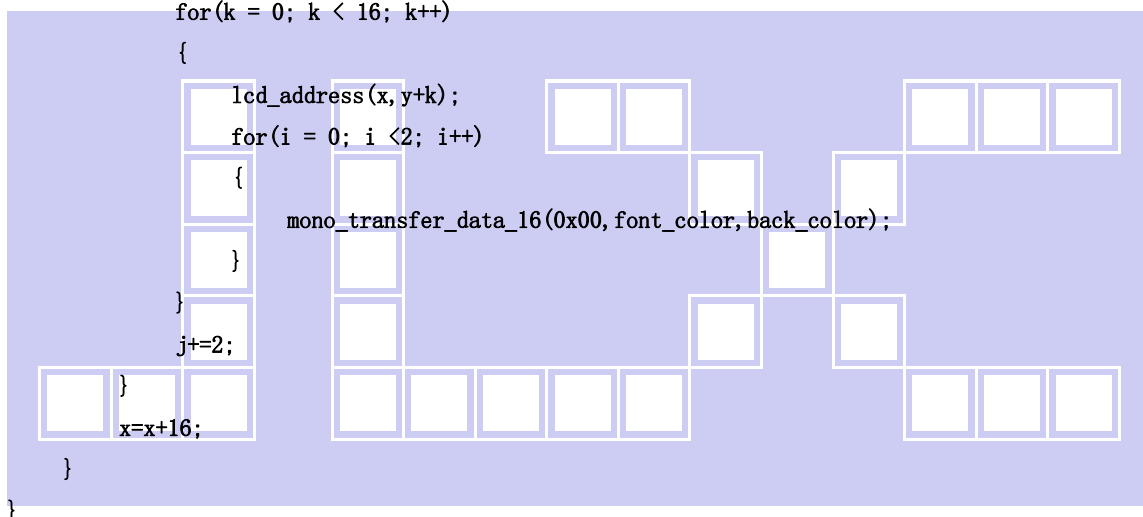 for(k = 0; k < 16; k++)
{
lcd_address(x,y+k);
for(i = 0; i <2; i++)
{
mono_transfer_data_16(0x00,font_color,back_color);
}
}
j+=2;
}
x=x+16;
}
}